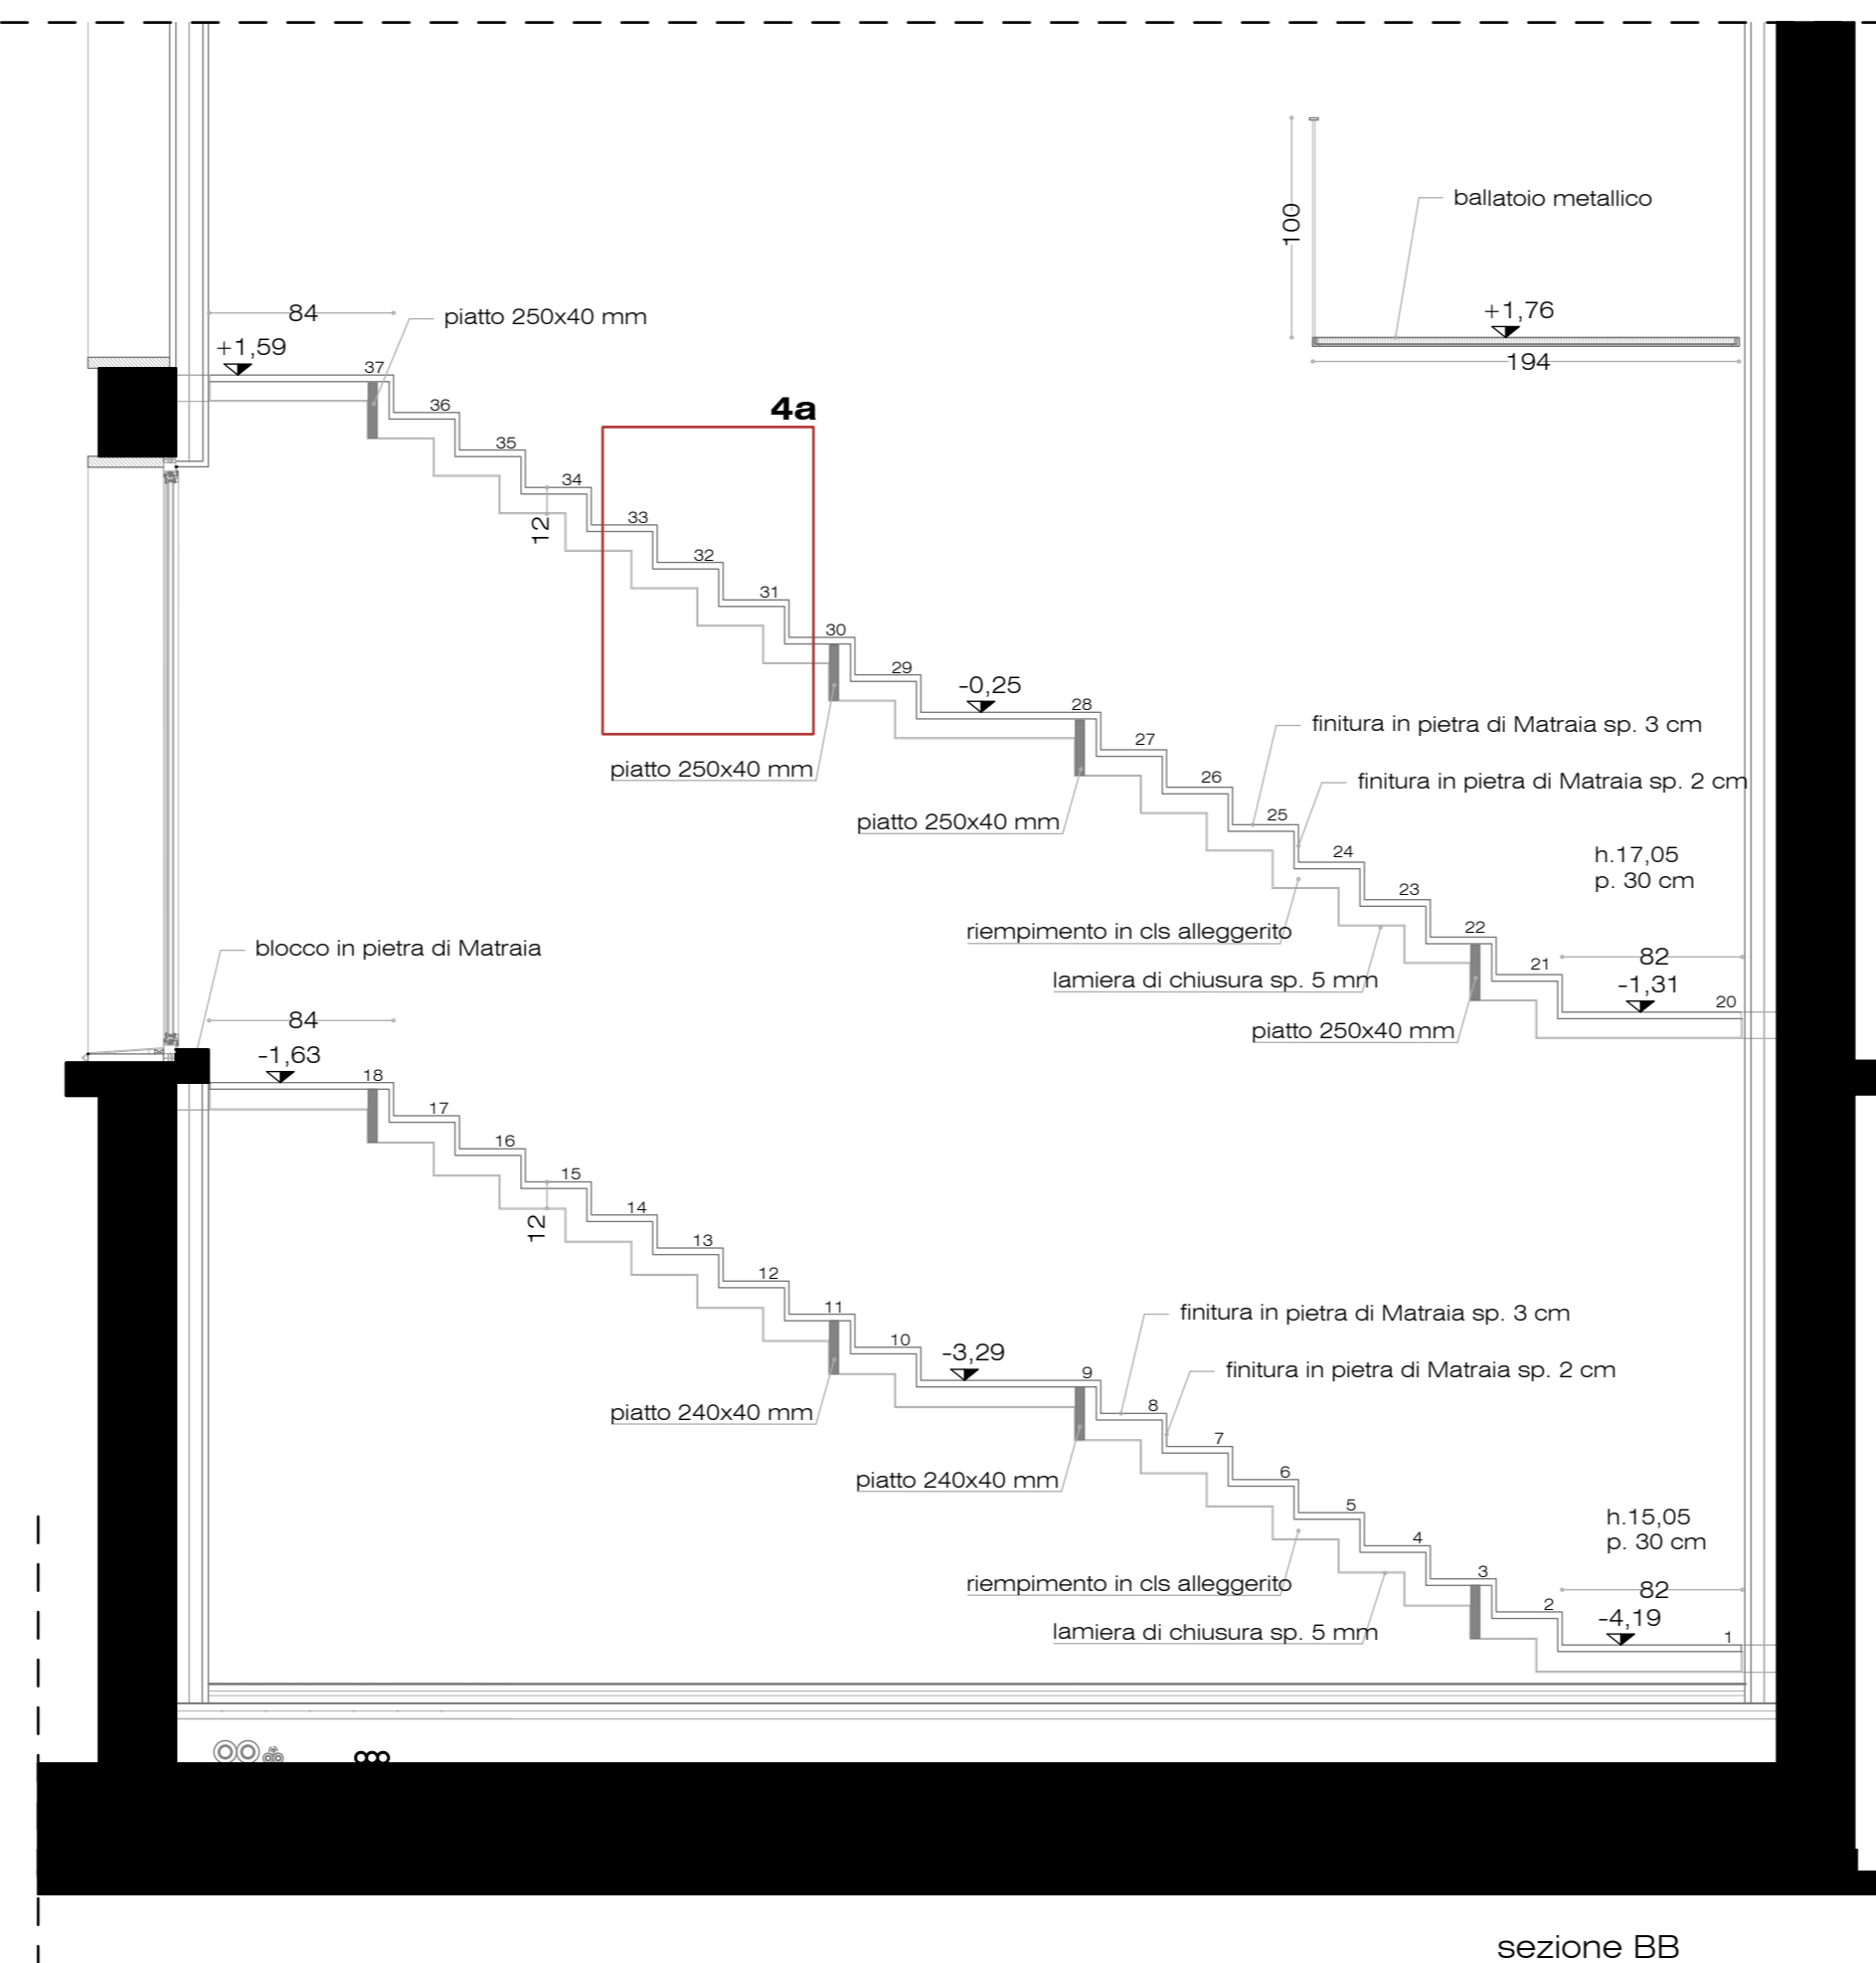 100
ballatoio metallico
+1,76
194
84
piatto 250x40 mm
+1,59
37
36
4a
35
34
33
12
32
31
30
29
-0,25
28
piatto 250x40 mm
27
finitura in pietra di Matraia sp. 3 cm
26
finitura in pietra di Matraia sp. 2 cm
piatto 250x40 mm
25
24
h.17,05
p. 30 cm
23
riempimento in cls alleggerito
22
blocco in pietra di Matraia
21
82
lamiera di chiusura sp. 5 mm
-1,31
20
piatto 250x40 mm
84
-1,63
18
17
16
15
12
14
13
12
11
10
-3,29
9
finitura in pietra di Matraia sp. 3 cm
finitura in pietra di Matraia sp. 2 cm
8
piatto 240x40 mm
7
piatto 240x40 mm
6
5
h.15,05
p. 30 cm
4
3
riempimento in cls alleggerito
82
2
-4,19
lamiera di chiusura sp. 5 mm
1
sezione BB